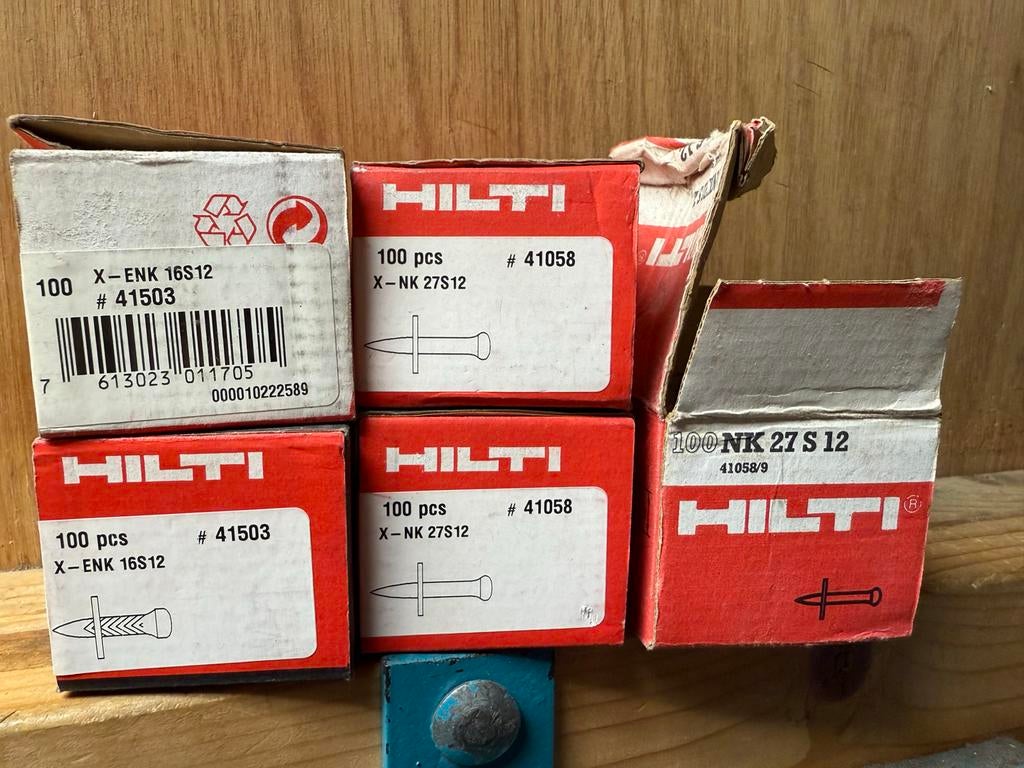 100 X-ENK 16S12
# 41503
7 613023 011705
000010222589
HILTI
100 pcs # 41058
X-NK 27S12
HILTI
100 pcs # 41503
X-ENK 16S12
HILTI
100 pcs # 41058
X-NK 27S12
HILTI
100 NK 27 S 12
41058/9
HILTI®